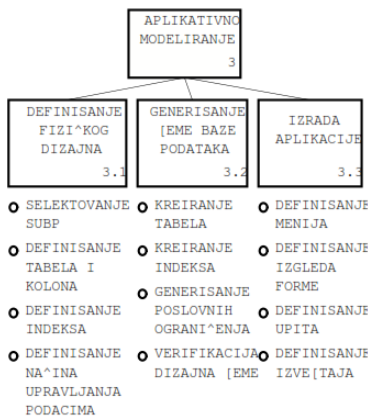 APLIKATIVNO
MODELIRANJE
3
DEFINISANJE
FIZI^KOG
DIZAJNA
3.1
GENERISANJE
[EME BAZE
PODATAKA
3.2
IZRADA
APLIKACIJE
3.3
SELEKTOVANJE
SUBP
DEFINISANJE
TABELA I
KOLONA
DEFINISANJE
INDEKSA
DEFINISANJE
NA^INA
UPRAVLJANJA
PODACIMA
KREIRANJE
TABELA
KREIRANJE
INDEKSA
GENERISANJE
POSLOVNIH
OGRANI^ENJA
VERIFIKACIJA
DIZAJNA [EME
DEFINISANJE
MENIJA
DEFINISANJE
IZGLEDA
FORME
DEFINISANJE
UPITA
DEFINISANJE
IZVE[TAJA